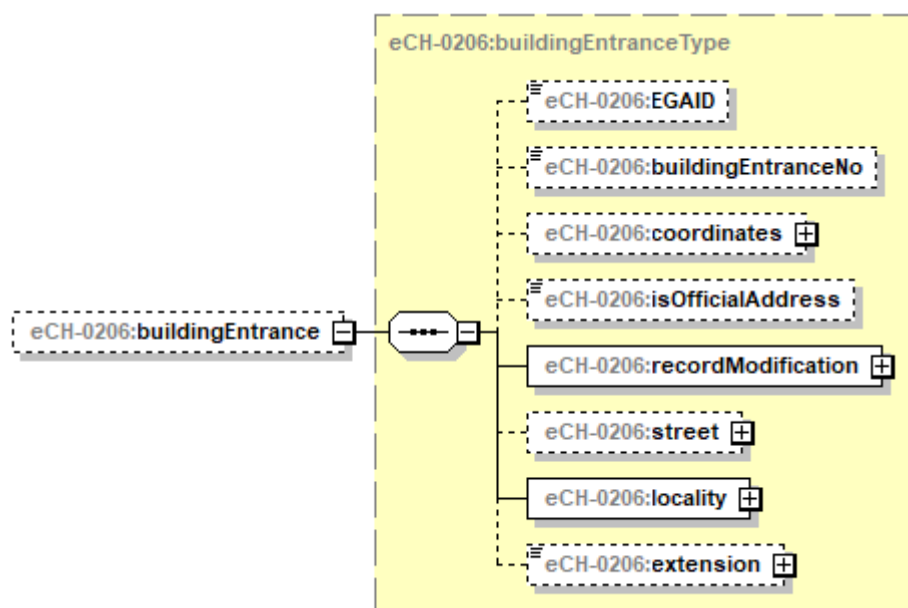 eCH-0206:buildingEntranceType
eCH-0206:EGAID
eCH-0206:buildingEntranceNo
eCH-0206:coordinates
eCH-0206:isOfficialAddress
eCH-0206:buildingEntrance
eCH-0206:recordModification
eCH-0206:street
eCH-0206:locality
eCH-0206:extension